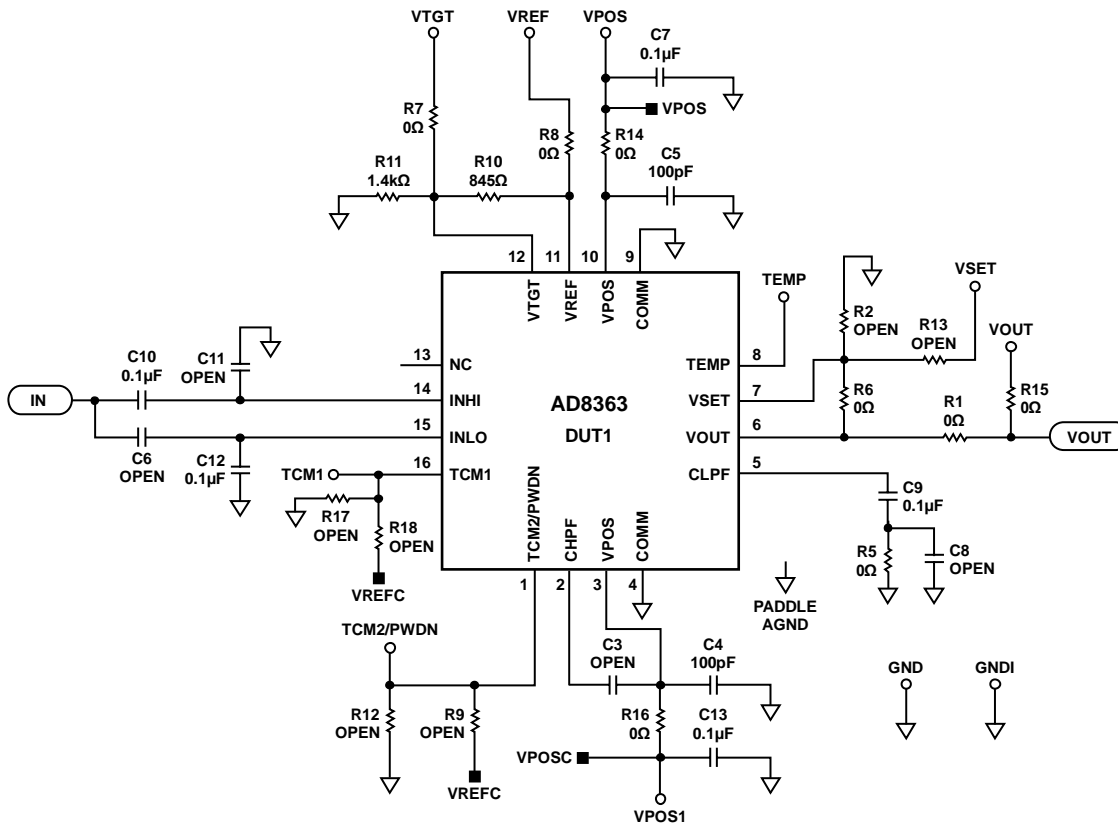 VTGT
VREF
VPOS
C7
0.1µF
VPOS
R7
0Ω
R8
0Ω
R14
0Ω
C5
100pF
R11
1.4kΩ
R10
845Ω
12
11
10
9
VTGT
VREF
VPOS
COMM
TEMP
VSET
R2
OPEN
R13
OPEN
VOUT
C10
0.1µF
C11
OPEN
13
NC
TEMP
8
IN
14
INHI
AD8363
DUT1
VSET
7
R6
0Ω
R1
0Ω
R15
0Ω
15
INLO
VOUT
6
VOUT
C6
OPEN
C12
0.1µF
16
TCM1
TCM1
CLPF
5
R17
OPEN
R18
OPEN
VREFC
C9
0.1µF
R5
0Ω
C8
OPEN
TCM2/PWDN
CHPF
VPOS
COMM
1
2
3
4
PADDLE
AGND
TCM2/PWDN
C3
OPEN
C4
100pF
GND
GNDI
R12
OPEN
R9
OPEN
R16
0Ω
C13
0.1µF
VPOSC
VREFC
VPOS1